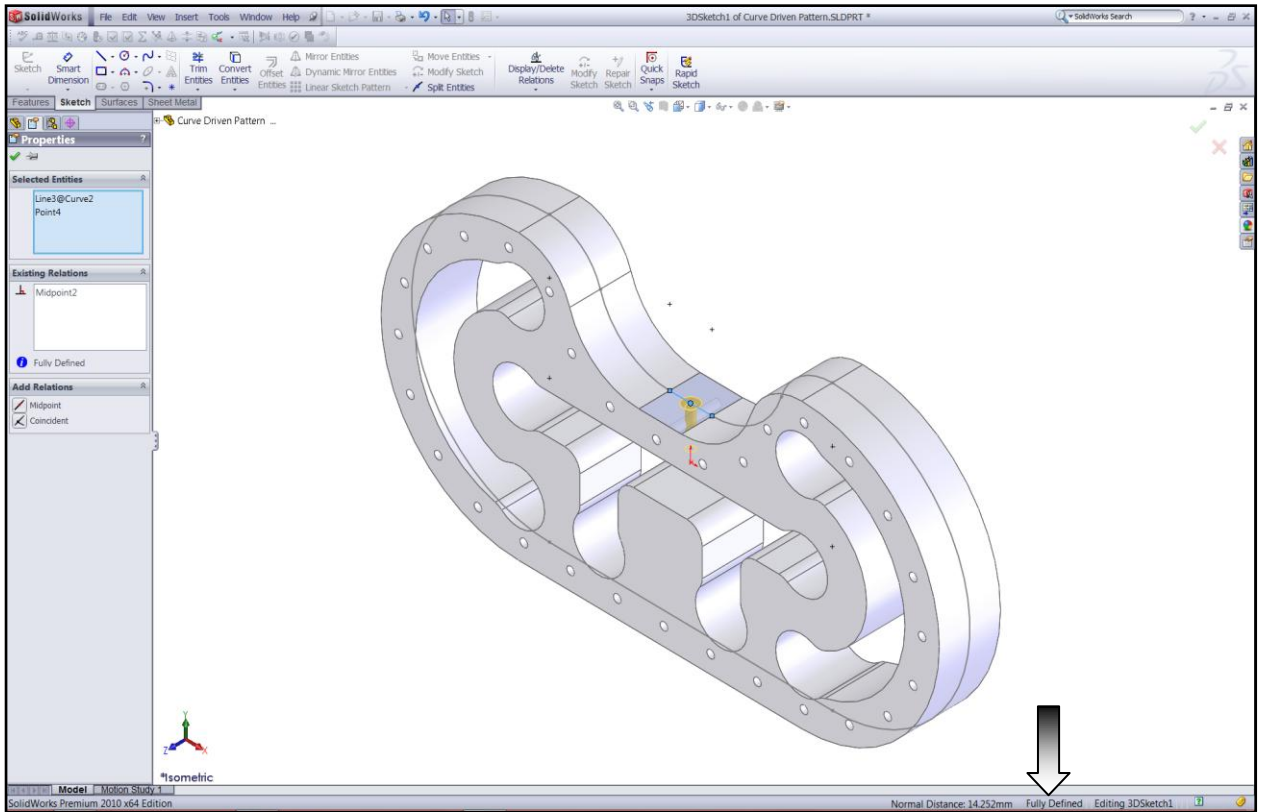 SolidWorks File Edit View Insert Tools Window Help 3DSketch1 of Curve Driven Pattern.SLDPRT * SolidWorks Search
Sketch Smart Dimension Trim Entities Convert Entities Offset Entities Mirror Entities Dynamic Mirror Entities Linear Sketch Pattern Move Entities Modify Sketch Split Entities Display/Delete Relations Modify Sketch Repair Sketch Quick Snaps Rapid Sketch
Features Sketch Surfaces Sheet Metal
Curve Driven Pattern ...
Properties ?
Selected Entities
Line3@Curve2
Point4
Existing Relations
Midpoint2
Fully Defined
Add Relations
Midpoint
Coincident
Y
Z X
*Isometric
Model Motion Study 1
SolidWorks Premium 2010 x64 Edition Normal Distance: 14.252mm Fully Defined Editing 3DSketch1